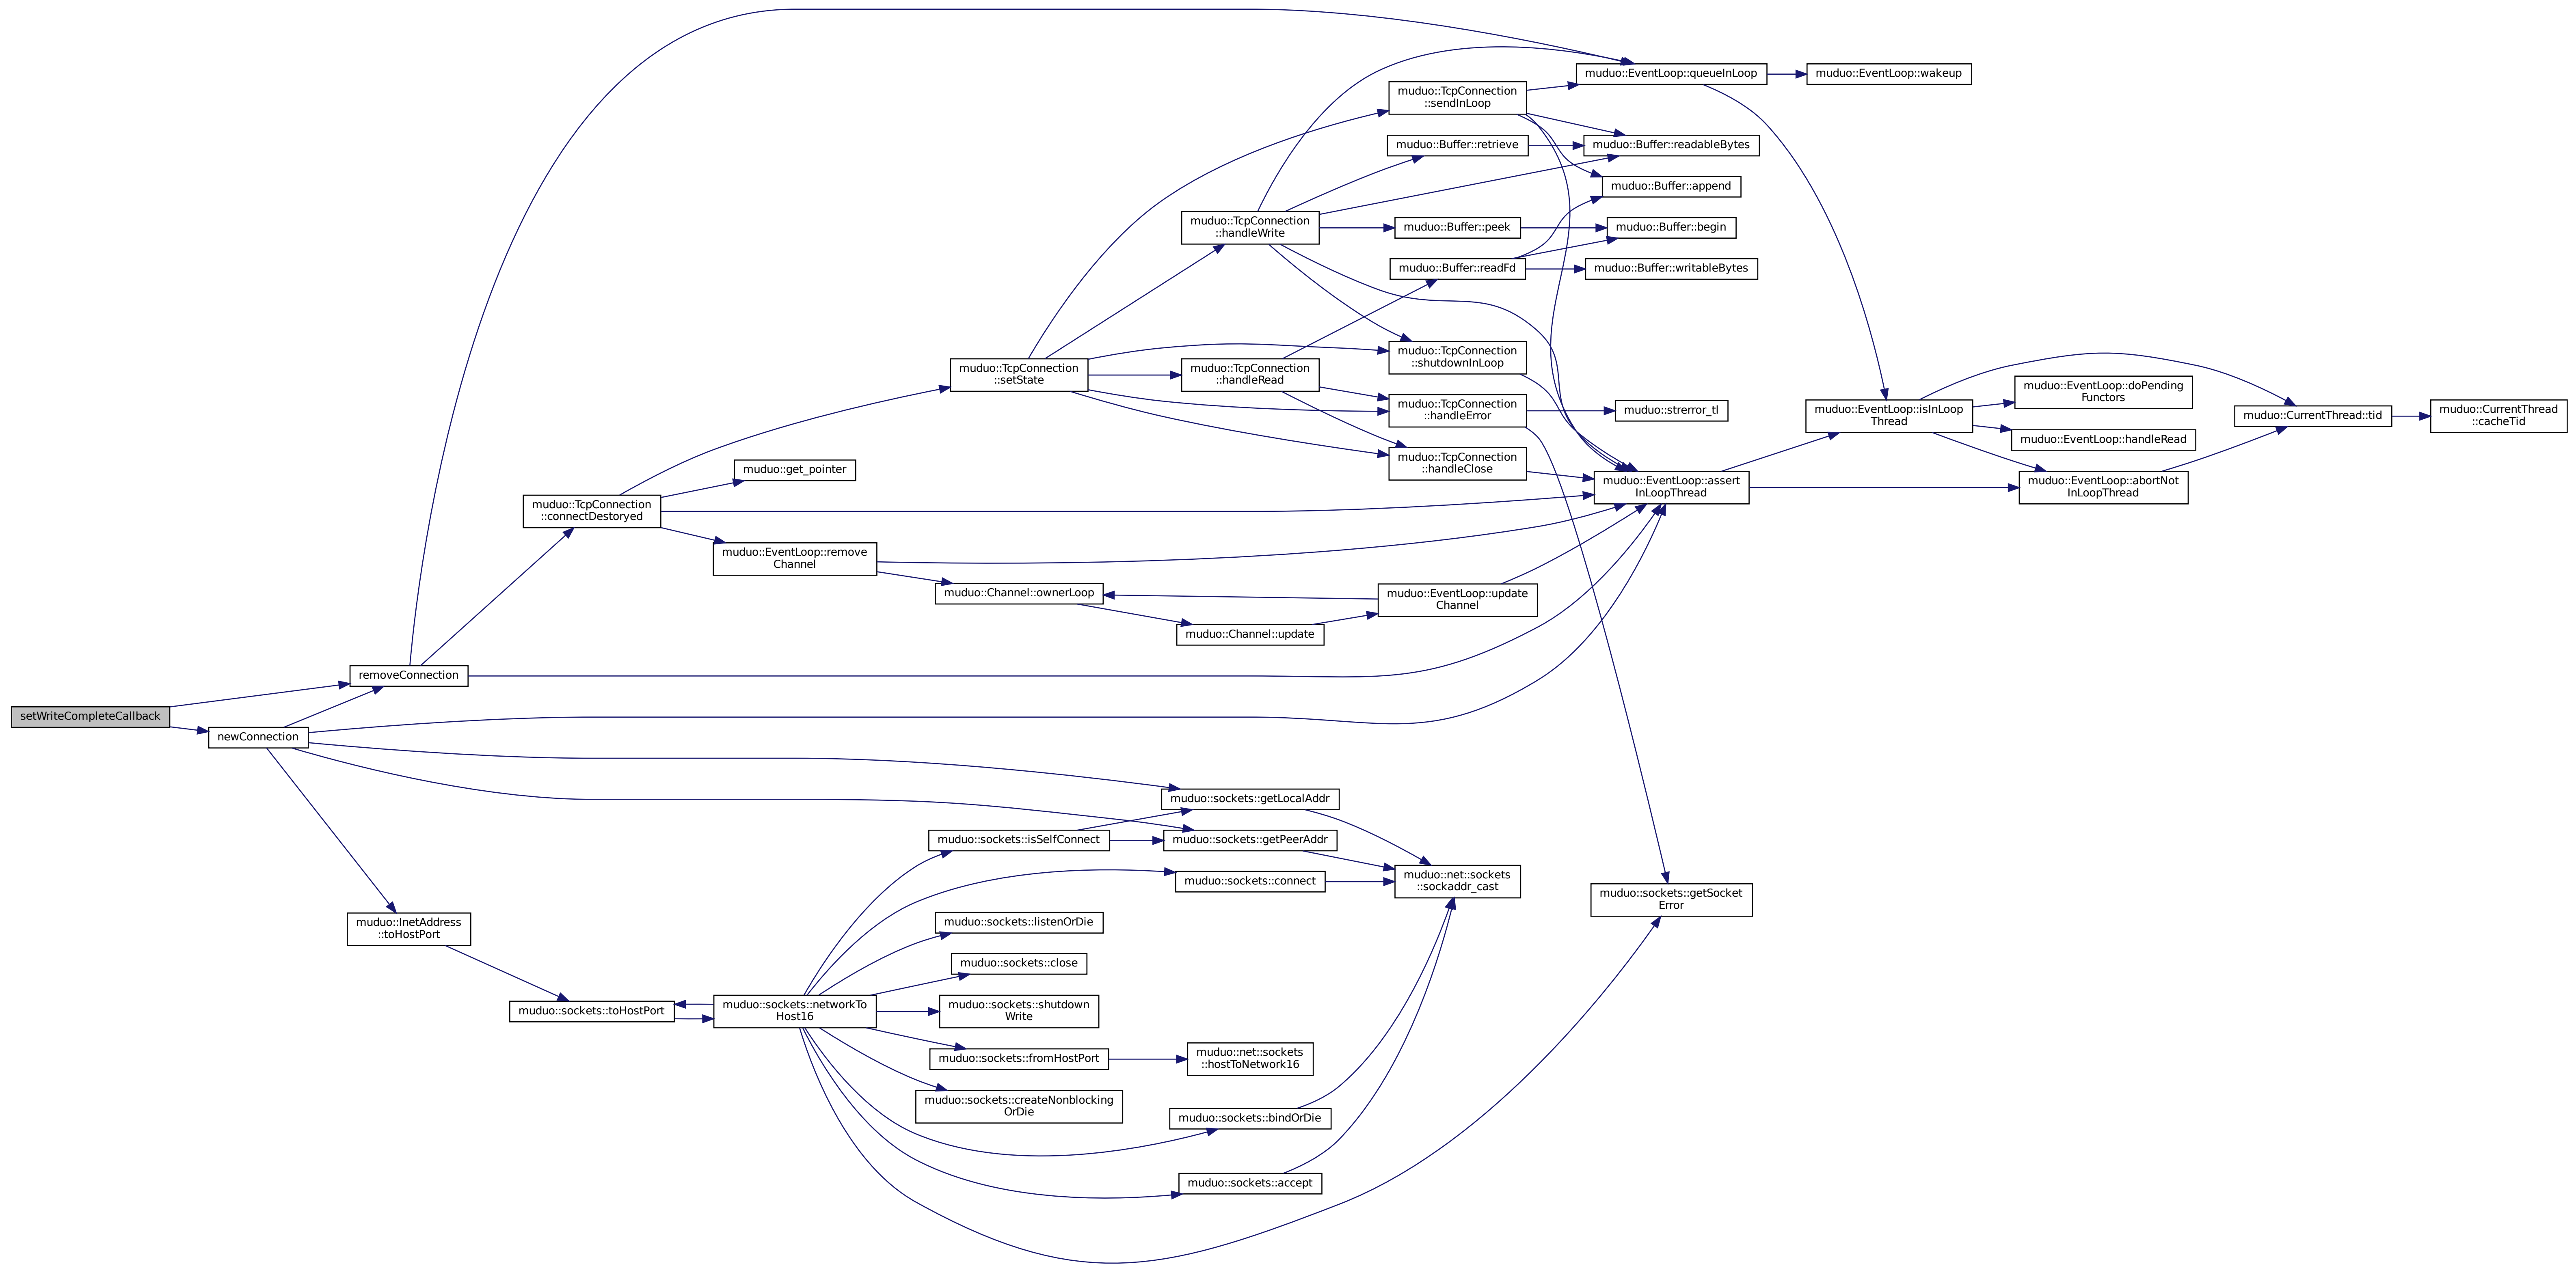 setWriteCompleteCallback
removeConnection
newConnection
muduo::TcpConnection
::connectDestoryed
muduo::InetAddress
::toHostPort
muduo::sockets::toHostPort
muduo::get_pointer
muduo::EventLoop::remove
Channel
muduo::sockets::networkTo
Host16
muduo::TcpConnection
::setState
muduo::Channel::ownerLoop
muduo::sockets::isSelfConnect
muduo::sockets::listenOrDie
muduo::sockets::close
muduo::sockets::shutdown
Write
muduo::sockets::fromHostPort
muduo::sockets::createNonblocking
OrDie
muduo::TcpConnection
::handleWrite
muduo::TcpConnection
::handleRead
muduo::Channel::update
muduo::sockets::getLocalAddr
muduo::sockets::getPeerAddr
muduo::sockets::connect
muduo::net::sockets
::hostToNetwork16
muduo::sockets::bindOrDie
muduo::sockets::accept
muduo::TcpConnection
::sendInLoop
muduo::Buffer::retrieve
muduo::Buffer::peek
muduo::Buffer::readFd
muduo::TcpConnection
::shutdownInLoop
muduo::TcpConnection
::handleError
muduo::TcpConnection
::handleClose
muduo::EventLoop::update
Channel
muduo::net::sockets
::sockaddr_cast
muduo::EventLoop::queueInLoop
muduo::Buffer::readableBytes
muduo::Buffer::append
muduo::Buffer::begin
muduo::Buffer::writableBytes
muduo::strerror_tl
muduo::EventLoop::assert
InLoopThread
muduo::sockets::getSocket
Error
muduo::EventLoop::wakeup
muduo::EventLoop::isInLoop
Thread
muduo::EventLoop::doPending
Functors
muduo::EventLoop::handleRead
muduo::EventLoop::abortNot
InLoopThread
muduo::CurrentThread::tid
muduo::CurrentThread
::cacheTid